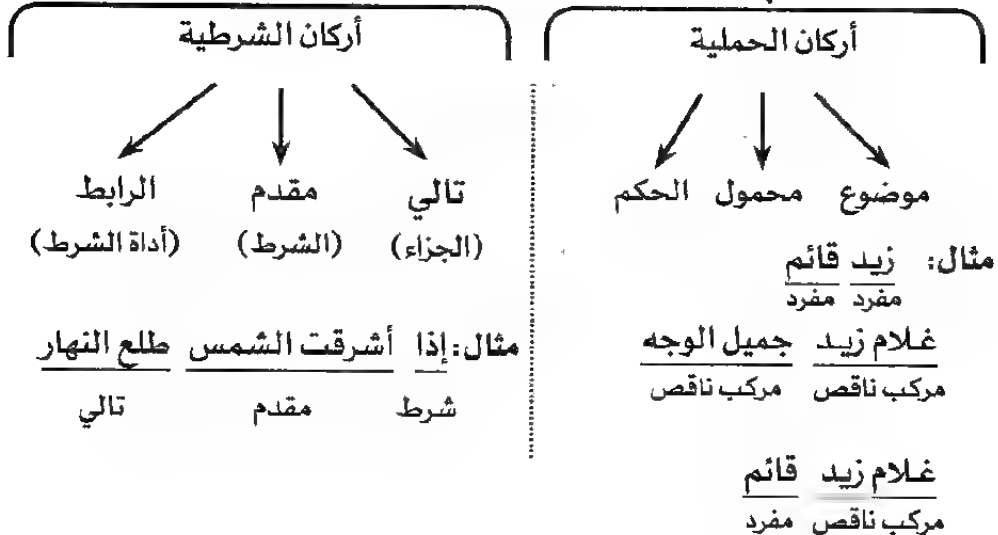 أركان الحملية
موضوع محمول الحكم
مثال: زيد قائم
مفرد مفرد
غلام زيد جميل الوجه
مركب ناقص مركب ناقص
غلام زيد قائم
مركب ناقص مفرد
أركان الشرطية
تالي مقدم الرابط
(الجزاء) (الشرط) (أداة الشرط)
مثال: إذا أشرقت الشمس طلع النهار
شرط مقدم تالي